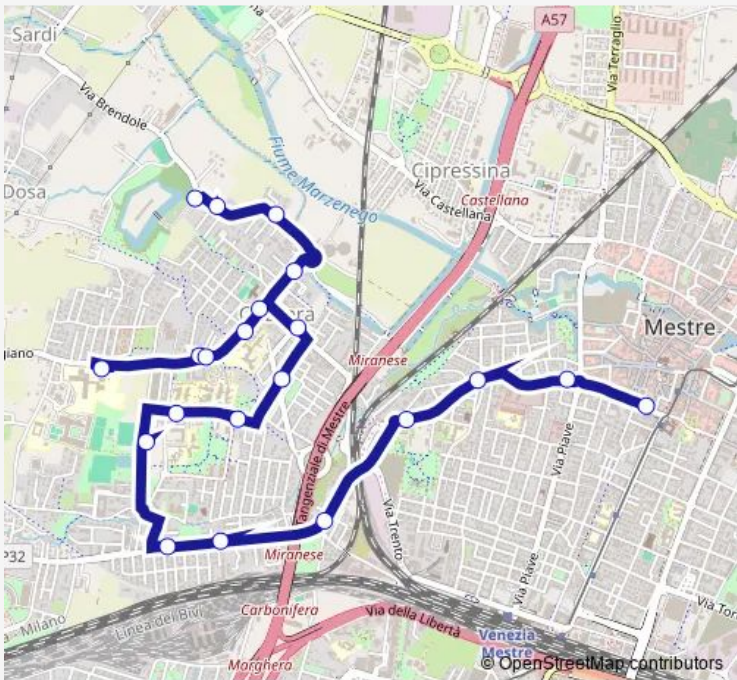 A57
Sardi
Via Terraglio
Via Brendole
Fiume Marzenego
Cipressina
Dosa
Via Castellana
Castellana
Mestre
giano
Miranese
Tangenziale di Mestre
Via Piave
Via Trento
P32
Miranese
Via Piave
Carbonifera
Via della Libertà
a - Milano
Linea dei Bivi
Venezia
Mestre
Via Tor
Marghera
© OpenStreetMap contributors